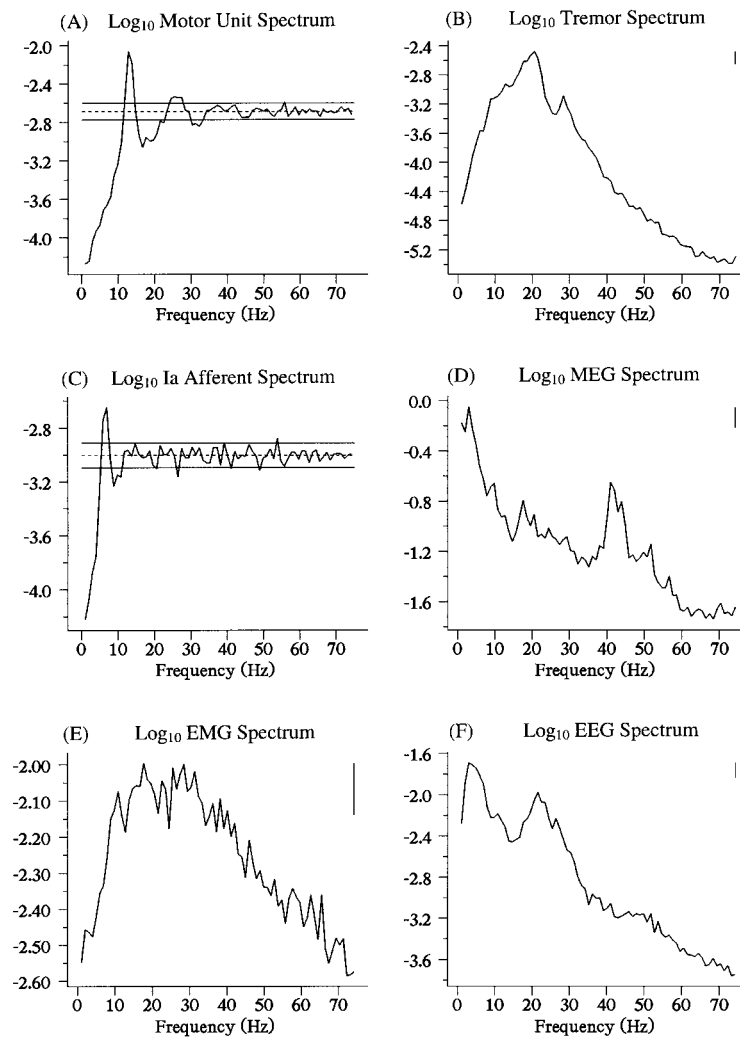 (A) Log₁₀ Motor Unit Spectrum
-2.0
-2.4
-2.8
-3.2
-3.6
-4.0
0 10 20 30 40 50 60 70
Frequency (Hz)
(B) Log₁₀ Tremor Spectrum
-2.4
-2.8
-3.2
-3.6
-4.0
-4.4
-4.8
-5.2
0 10 20 30 40 50 60 70
Frequency (Hz)
(C) Log₁₀ Ia Afferent Spectrum
-2.8
-3.2
-3.6
-4.0
0 10 20 30 40 50 60 70
Frequency (Hz)
(D) Log₁₀ MEG Spectrum
0.0
-0.4
-0.8
-1.2
-1.6
0 10 20 30 40 50 60 70
Frequency (Hz)
(E) Log₁₀ EMG Spectrum
-2.00
-2.10
-2.20
-2.30
-2.40
-2.50
-2.60
0 10 20 30 40 50 60 70
Frequency (Hz)
(F) Log₁₀ EEG Spectrum
-1.6
-2.0
-2.4
-2.8
-3.2
-3.6
0 10 20 30 40 50 60 70
Frequency (Hz)